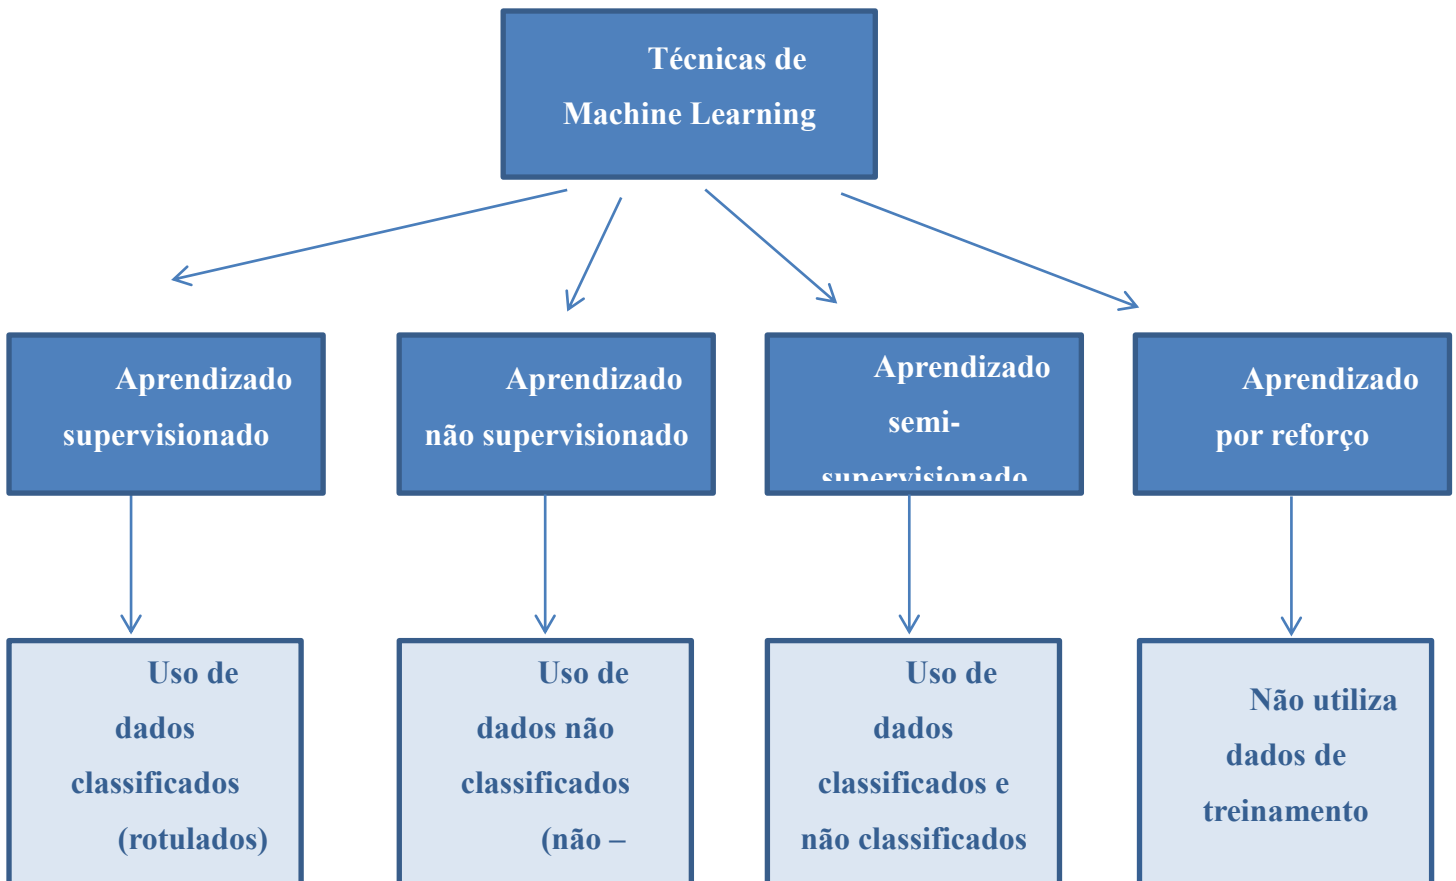 Técnicas de
Machine Learning
Aprendizado
supervisionado
Aprendizado
não supervisionado
Aprendizado
semi-
supervisionado
Aprendizado
por reforço
Uso de
dados
classificados
(rotulados)
Uso de
dados não
classificados
(não –
Uso de
dados
classificados e
não classificados
Não utiliza
dados de
treinamento